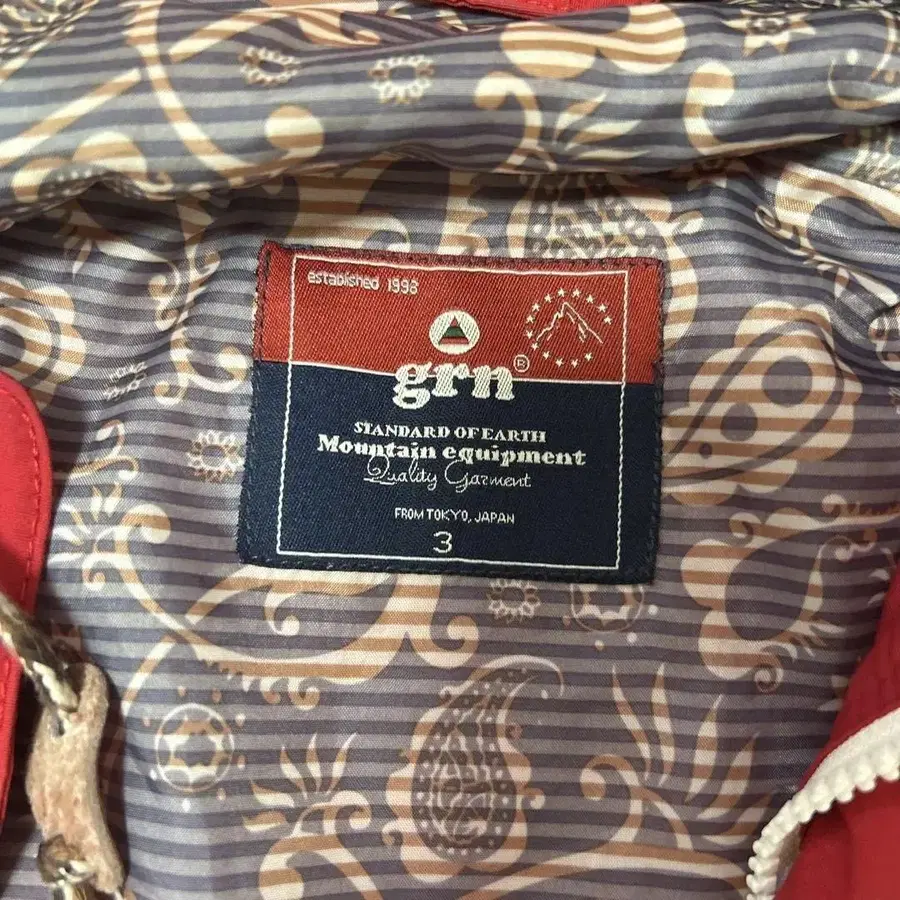 established 1998
grn®
STANDARD OF EARTH
Mountain equipment
Quality Garment
FROM TOKYO, JAPAN
3